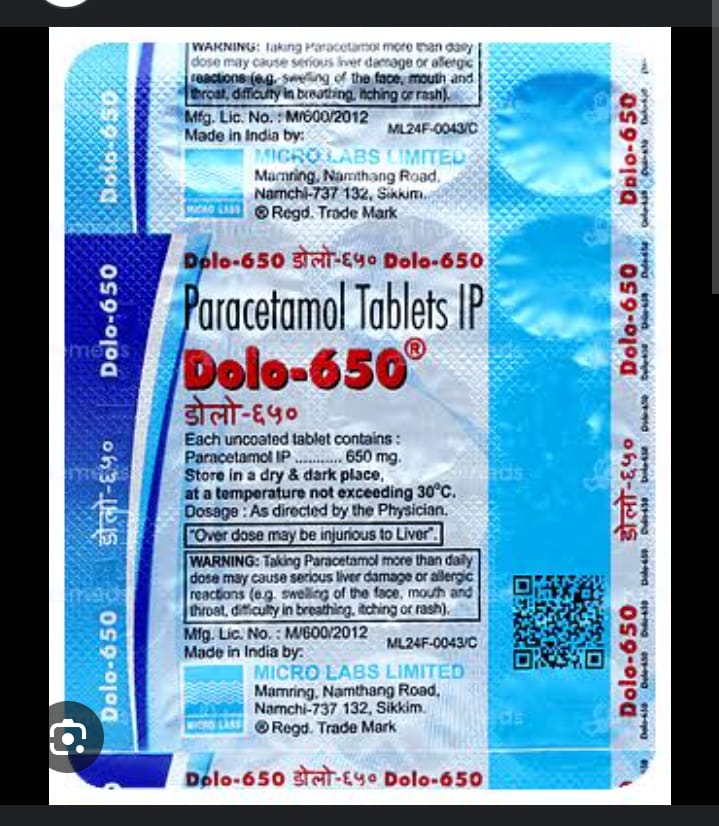 WARNING: Taking Paracetamol more than daily
dose may cause serious liver damage or allergic
reactions (e.g. swelling of the face, mouth and
throat, difficulty in breathing, itching or rash).
Mfg. Lic. No. : M/600/2012
Made in India by:
ML24F-0043/C
MICRO LABS LIMITED
Mamring, Namthang Road,
Namchi-737 132, Sikkim.
® Regd. Trade Mark
MICRO LABS
Dolo-650 डोलो-६५० Dolo-650
Paracetamol Tablets IP
Dolo-650®
डोलो-६५०
Each uncoated tablet contains :
Paracetamol IP ........... 650 mg.
Store in a dry & dark place,
at a temperature not exceeding 30°C.
Dosage : As directed by the Physician.
"Over dose may be injurious to Liver".
WARNING: Taking Paracetamol more than daily
dose may cause serious liver damage or allergic
reactions (e.g. swelling of the face, mouth and
throat, difficulty in breathing, itching or rash).
Mfg. Lic. No. : M/600/2012
Made in India by:
ML24F-0043/C
MICRO LABS LIMITED
Mamring, Namthang Road,
Namchi-737 132, Sikkim.
® Regd. Trade Mark
MICRO LABS
Dolo-650 डोलो-६५० Dolo-650
Dolo-650
Dolo-650
डोलो-६५०
Dolo-650
Dolo-650
Dolo-650
डोलो-६५०
Dolo-650